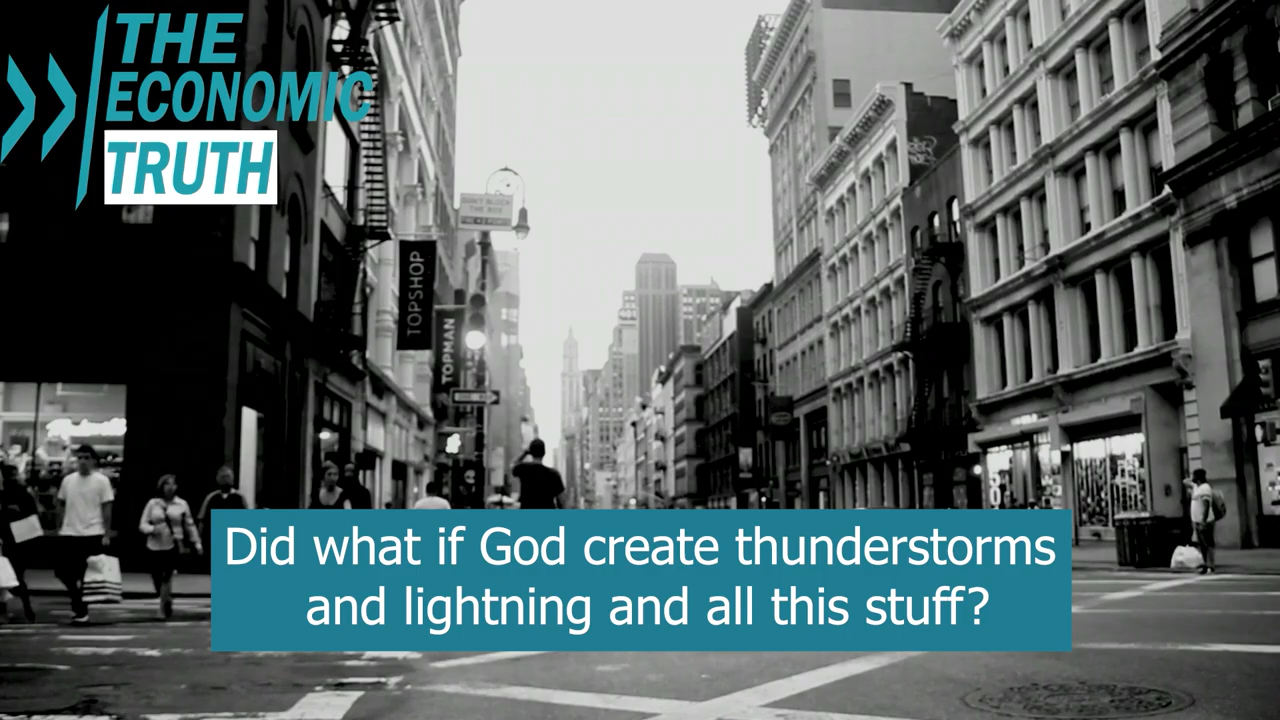 THE
ECONOMIC
TRUTH
TOPSHOP
TOPMAN
Did what if God create thunderstorms
and lightning and all this stuff?